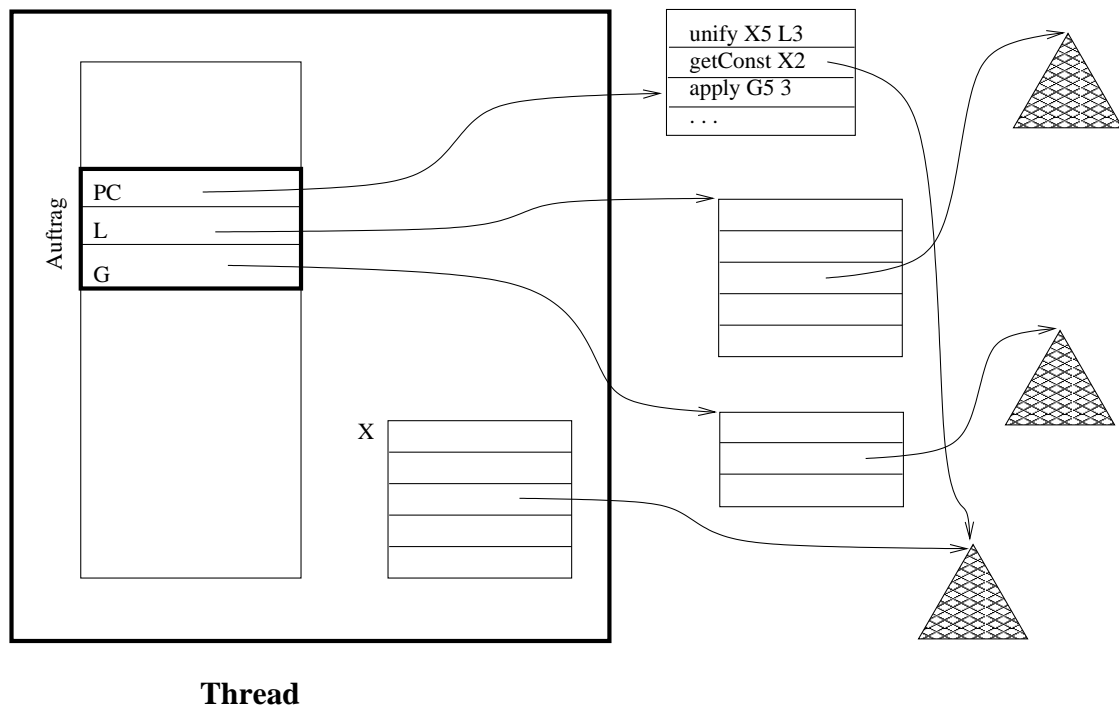 unify X5 L3
getConst X2
apply G5 3
. . .
PC
L
G
Auftrag
X
Thread